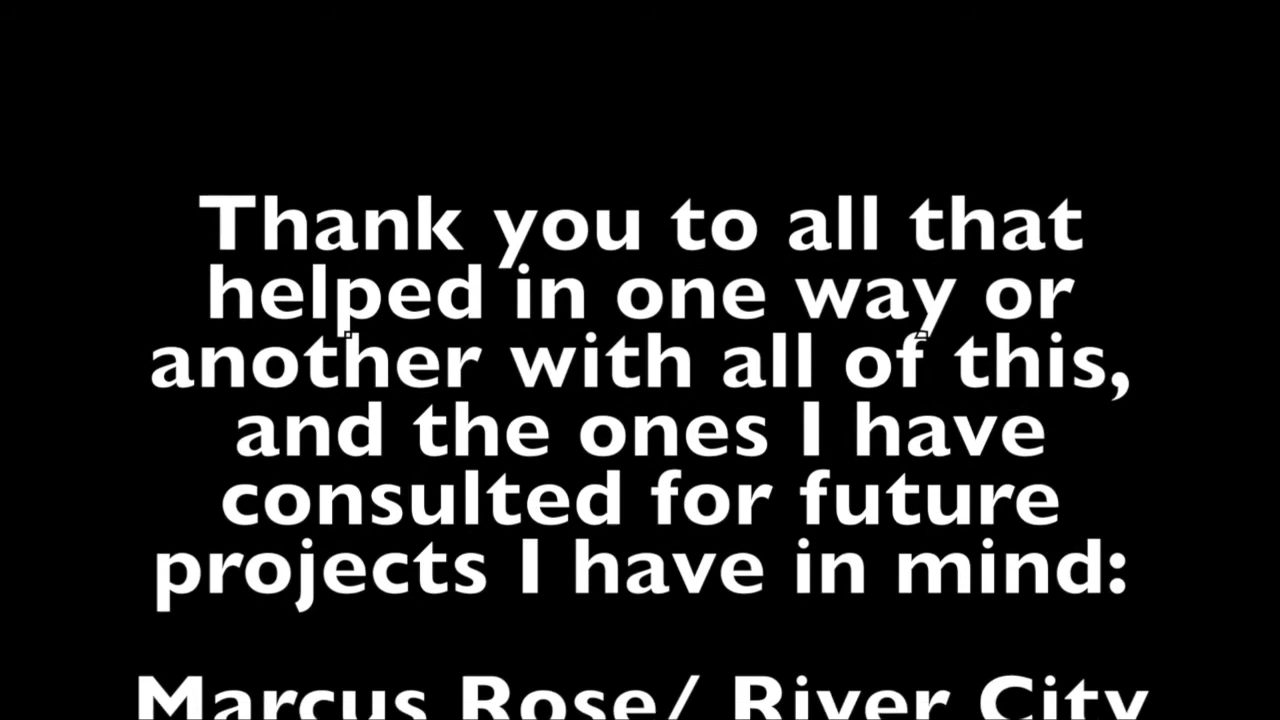 Thank you to all that
helped in one way or
another with all of this,
and the ones I have
consulted for future
projects I have in mind:
Marcus Rose/ River City